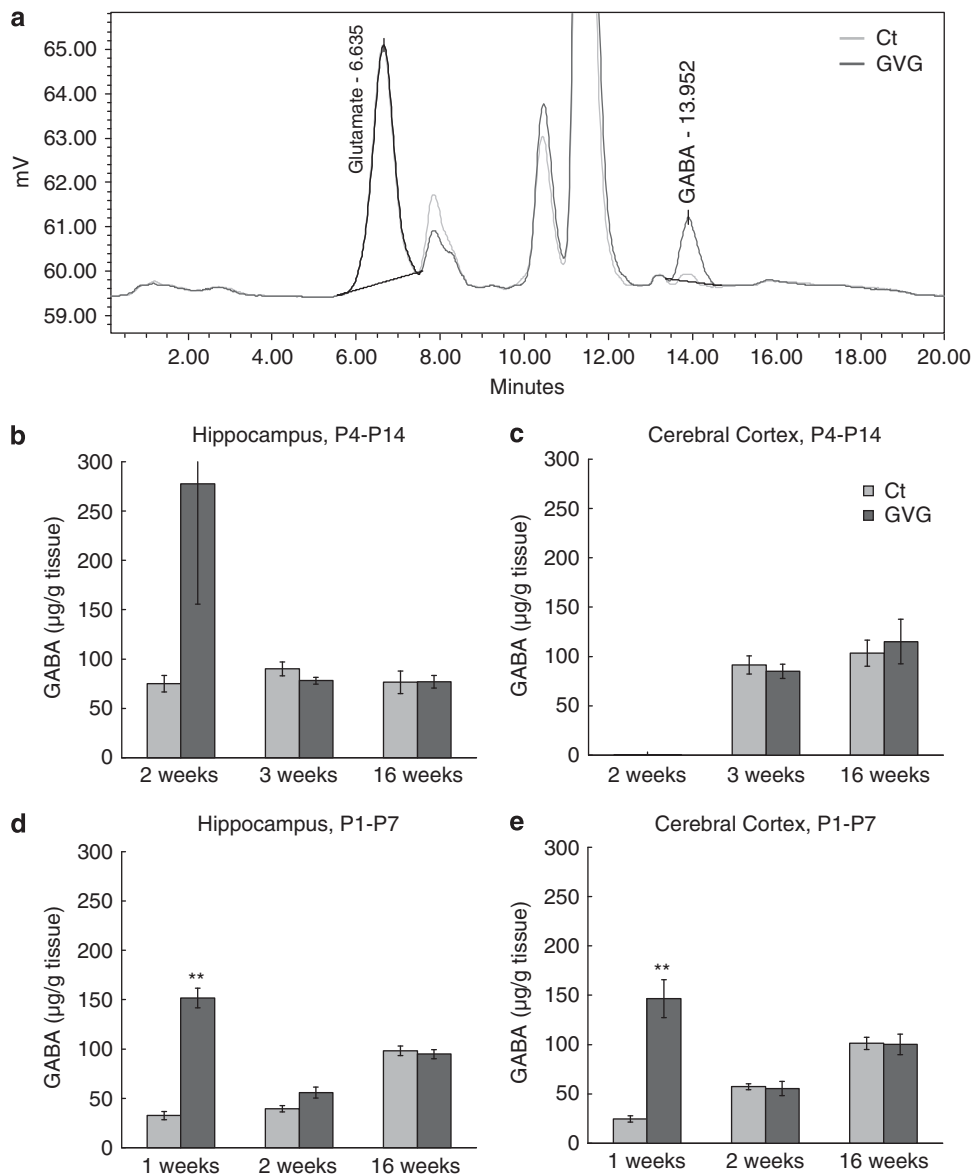 a
65.00
64.00
63.00
62.00
61.00
60.00
59.00
mV
Glutamate - 6.635
GABA - 13.952
Ct
GVG
2.00 4.00 6.00 8.00 10.00 12.00 14.00 16.00 18.00 20.00
Minutes
b
Hippocampus, P4-P14
300
250
200
150
100
50
0
GABA (µg/g tissue)
2 weeks 3 weeks 16 weeks
c
Cerebral Cortex, P4-P14
300
250
200
150
100
50
0
GABA (µg/g tissue)
Ct
GVG
2 weeks 3 weeks 16 weeks
d
Hippocampus, P1-P7
300
250
200
150
100
50
0
GABA (µg/g tissue)
**
1 weeks 2 weeks 16 weeks
e
Cerebral Cortex, P1-P7
300
250
200
150
100
50
0
GABA (µg/g tissue)
**
1 weeks 2 weeks 16 weeks